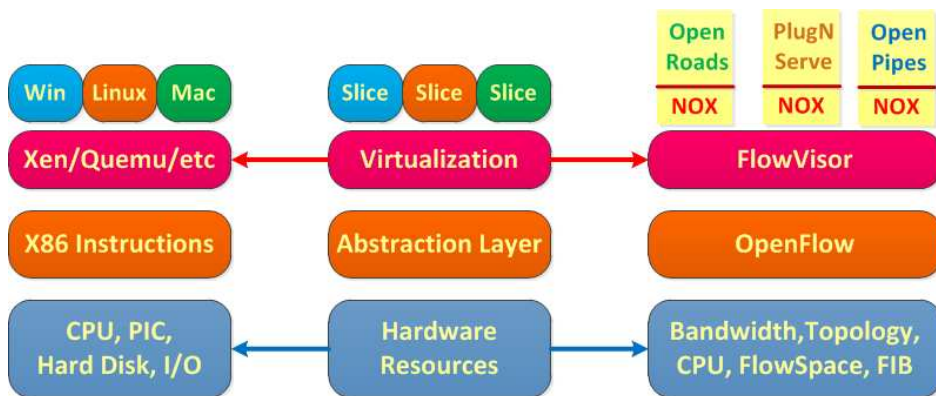 Open
Roads
NOX
PlugN
Serve
NOX
Open
Pipes
NOX
Win
Linux
Mac
Slice
Slice
Slice
Xen/Quemu/etc
Virtualization
FlowVisor
X86 Instructions
Abstraction Layer
OpenFlow
CPU, PIC,
Hard Disk, I/O
Hardware
Resources
Bandwidth,Topology,
CPU, FlowSpace, FIB